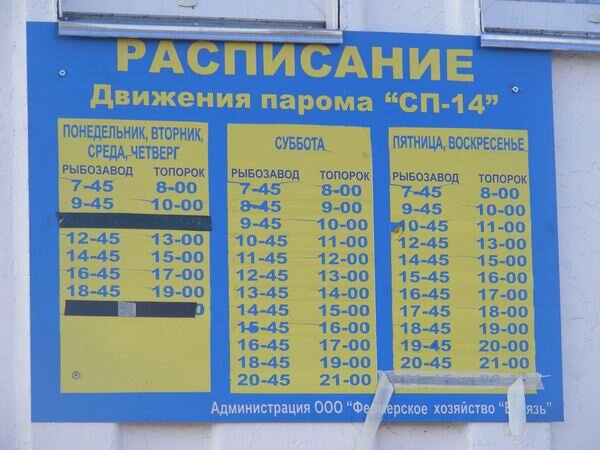 РАСПИСАНИЕ
Движения парома “СП-14”
ПОНЕДЕЛЬНИК, ВТОРНИК,
СРЕДА, ЧЕТВЕРГ
РЫБОЗАВОД ТОПОРОК
7-45 8-00
9-45 10-00
12-45 13-00
14-45 15-00
16-45 17-00
18-45 19-00
СУББОТА
РЫБОЗАВОД ТОПОРОК
7-45 8-00
8-45 9-00
9-45 10-00
10-45 11-00
11-45 12-00
12-45 13-00
13-45 14-00
14-45 15-00
15-45 16-00
16-45 17-00
18-45 19-00
20-45 21-00
ПЯТНИЦА, ВОСКРЕСЕНЬЕ
РЫБОЗАВОД ТОПОРОК
7-45 8-00
9-45 10-00
10-45 11-00
12-45 13-00
14-45 15-00
15-45 16-00
16-45 17-00
17-45 18-00
18-45 19-00
19-45 20-00
20-45 21-00
Администрация ООО “Фермерское хозяйство